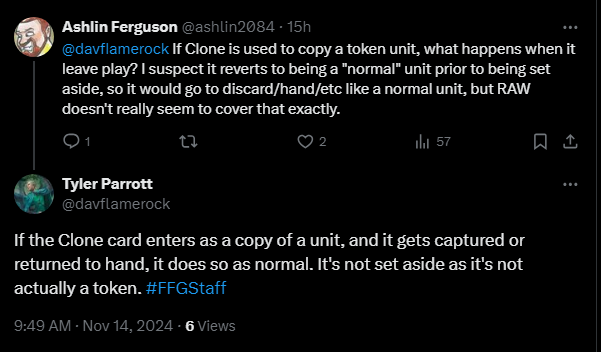 Ashlin Ferguson @ashlin2084 · 15h
@davflamerock If Clone is used to copy a token unit, what happens when it
leave play? I suspect it reverts to being a "normal" unit prior to being set
aside, so it would go to discard/hand/etc like a normal unit, but RAW
doesn't really seem to cover that exactly.
1 2 57
Tyler Parrott
@davflamerock
If the Clone card enters as a copy of a unit, and it gets captured or
returned to hand, it does so as normal. It's not set aside as it's not
actually a token. #FFGStaff
9:49 AM · Nov 14, 2024 · 6 Views